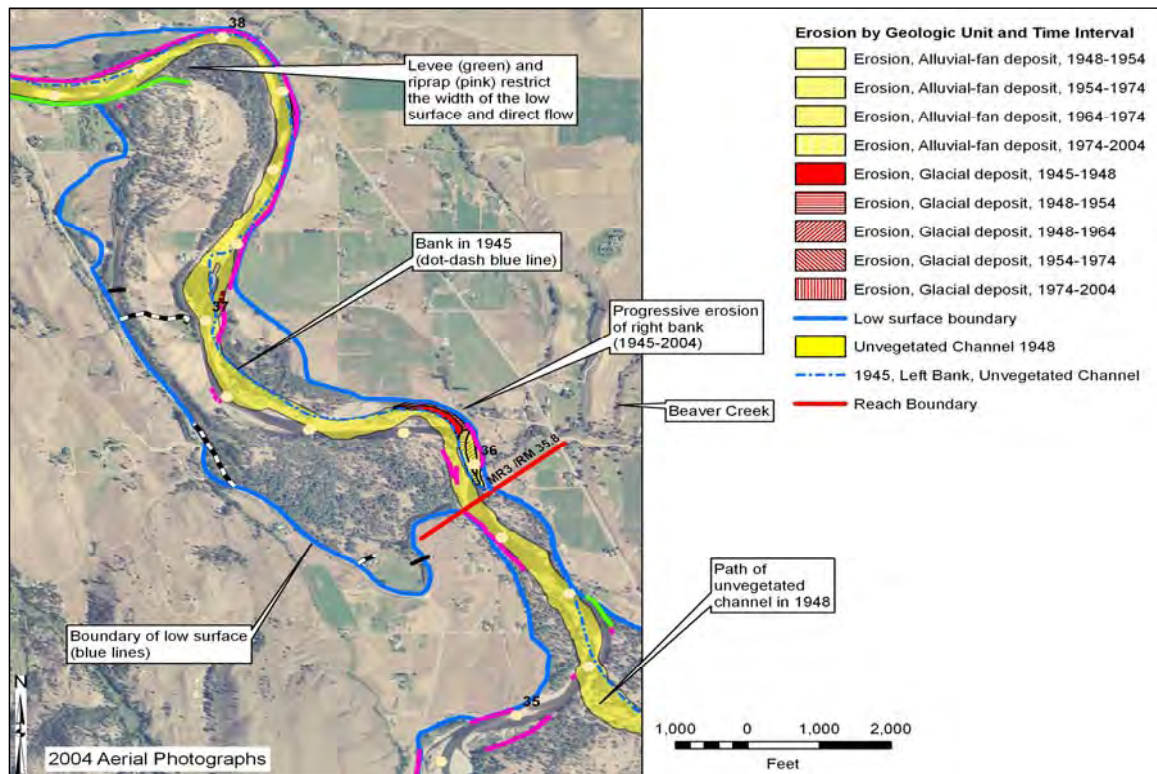 38
Levee (green) and
riprap (pink) restrict
the width of the low
surface and direct flow
Bank in 1945
(dot-dash blue line)
37
Progressive erosion
of right bank
(1945-2004)
Beaver Creek
36
MR3 /RM 35.8
Path of
unvegetated
channel in 1948
Boundary of low surface
(blue lines)
35
N
2004 Aerial Photographs
Erosion by Geologic Unit and Time Interval
Erosion, Alluvial-fan deposit, 1948-1954
Erosion, Alluvial-fan deposit, 1954-1974
Erosion, Alluvial-fan deposit, 1964-1974
Erosion, Alluvial-fan deposit, 1974-2004
Erosion, Glacial deposit, 1945-1948
Erosion, Glacial deposit, 1948-1954
Erosion, Glacial deposit, 1948-1964
Erosion, Glacial deposit, 1954-1974
Erosion, Glacial deposit, 1974-2004
Low surface boundary
Unvegetated Channel 1948
1945, Left Bank, Unvegetated Channel
Reach Boundary
1,000 0 1,000 2,000
Feet